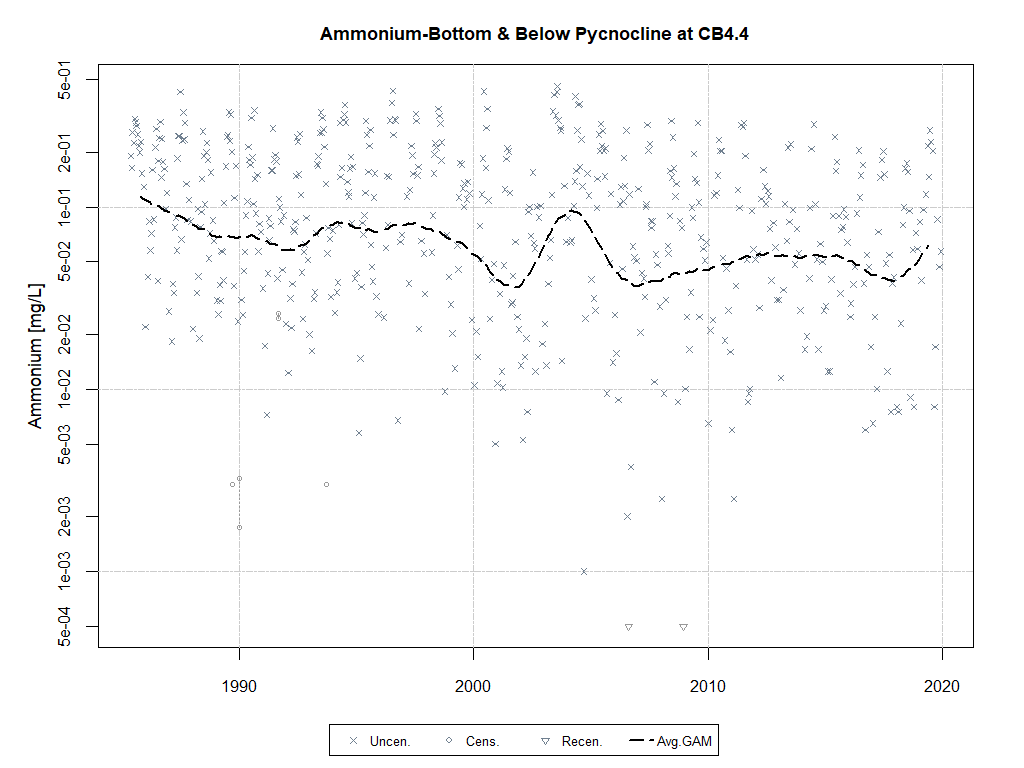 Ammonium-Bottom & Below Pycnocline at CB4.4
Ammonium [mg/L]
5e-01
2e-01
1e-01
5e-02
2e-02
1e-02
5e-03
2e-03
1e-03
5e-04
1990 2000 2010 2020
Uncen. Cens. Recen. Avg.GAM